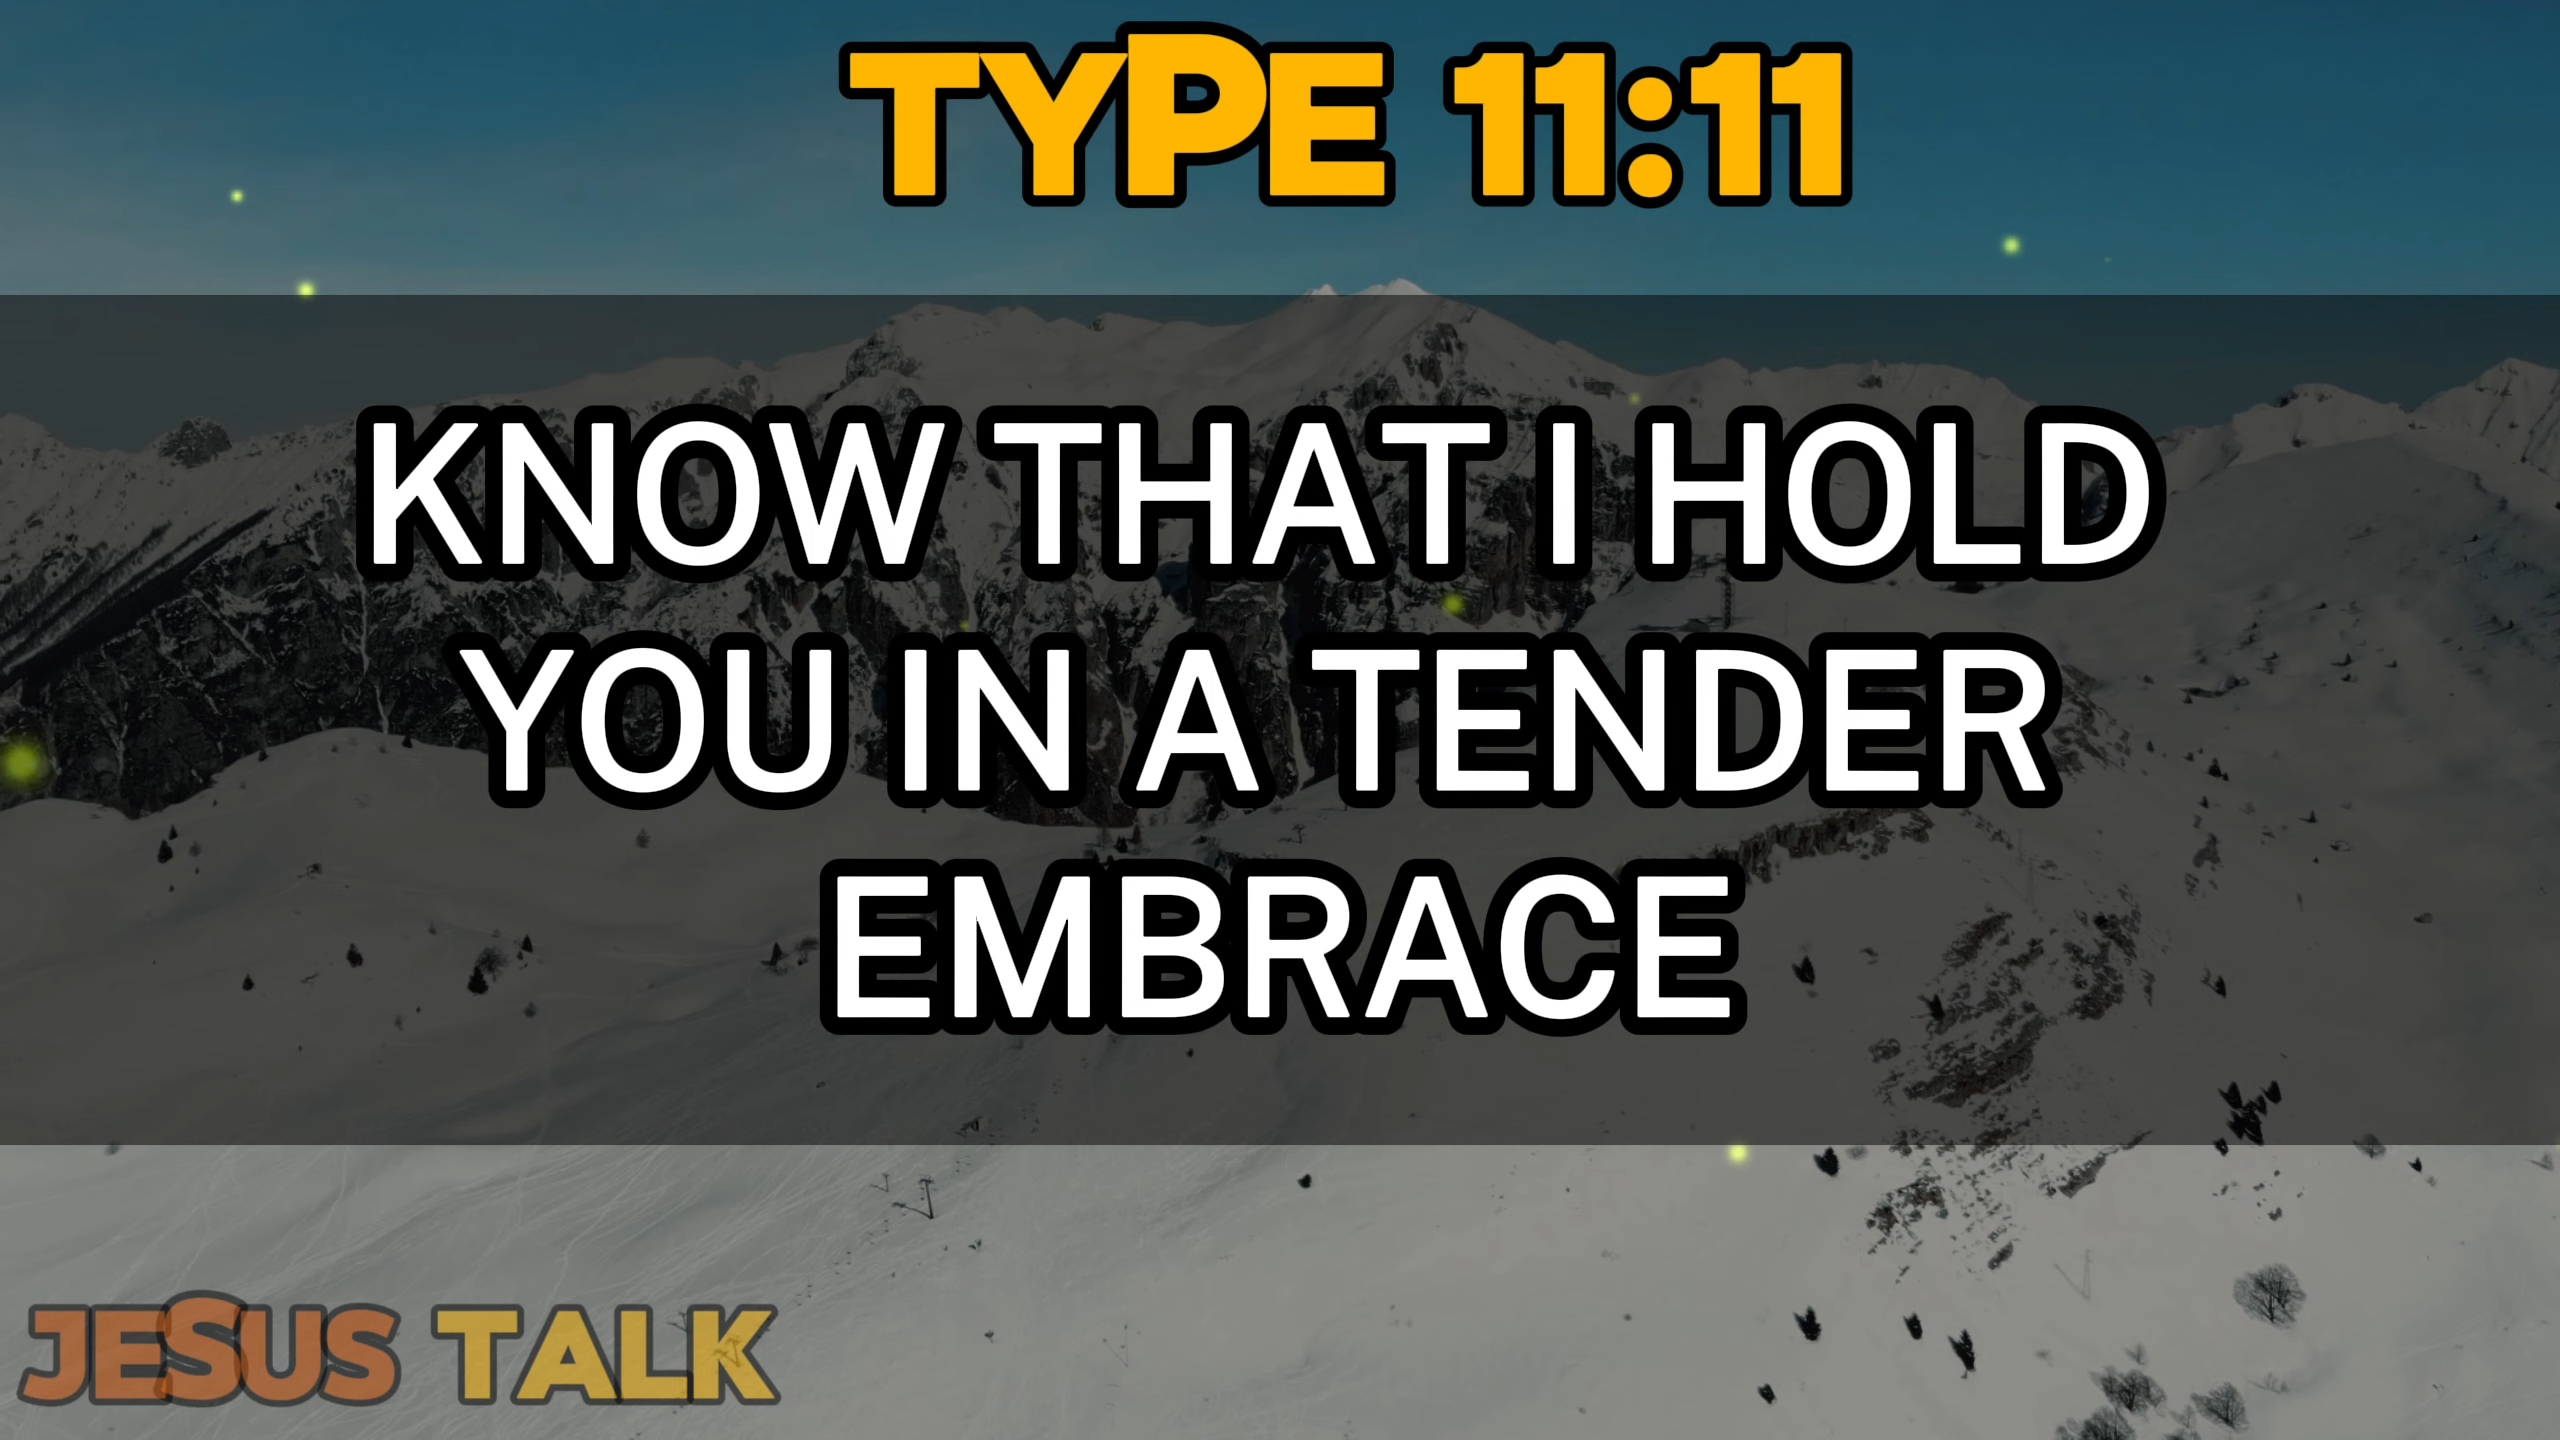 TYPE 11:11
KNOW THAT I HOLD
YOU IN A TENDER
EMBRACE
JESUS TALK